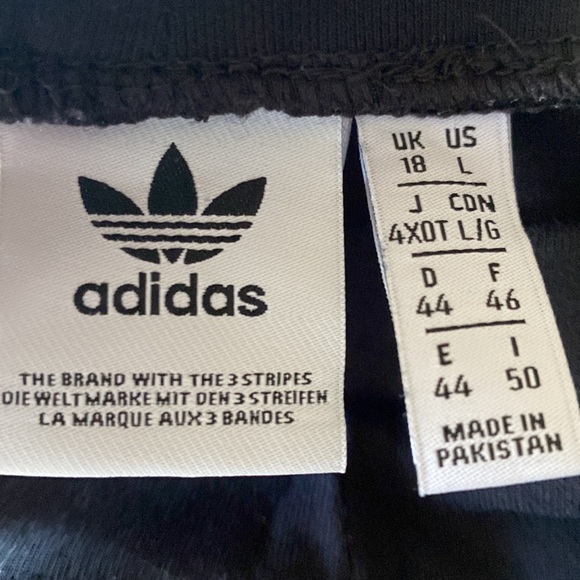 adidas
THE BRAND WITH THE 3 STRIPES
DIE WELTMARKE MIT DEN 3 STREIFEN
LA MARQUE AUX 3 BANDES
UK US
18 L
J CDN
4XOT L/G
D F
44 46
E I
44 50
MADE IN
PAKISTAN